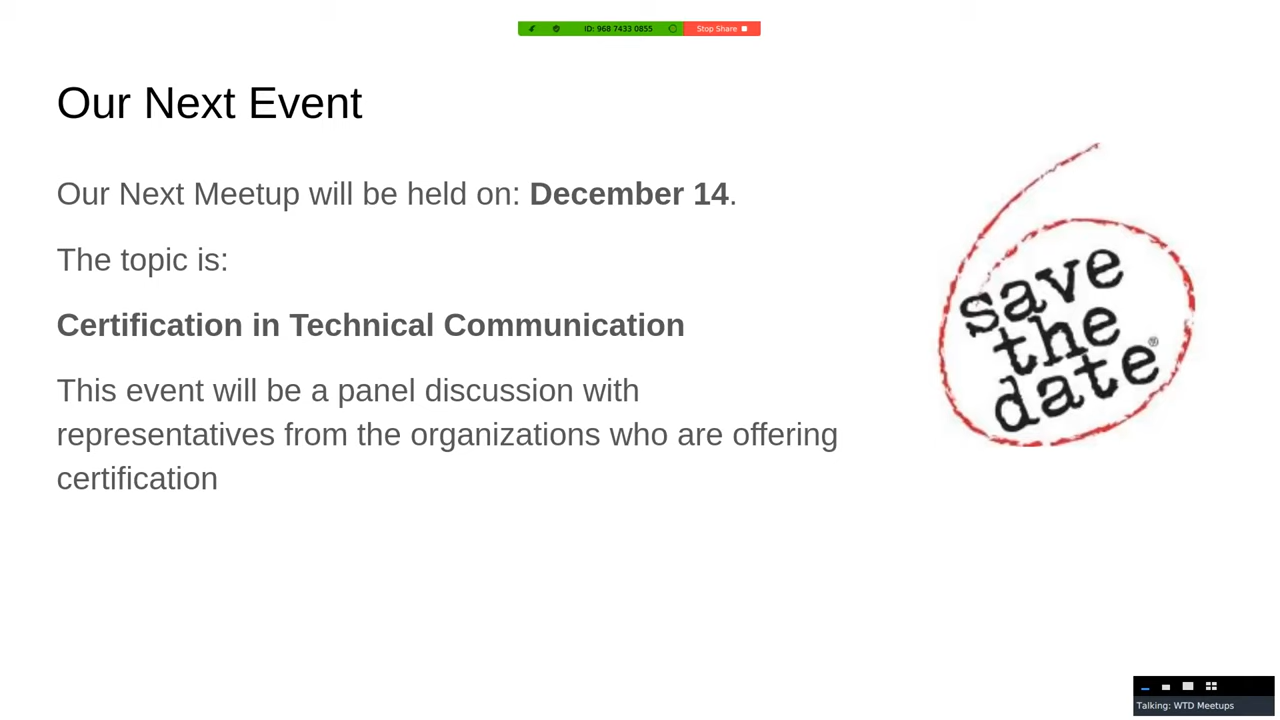 ID: 968 7433 0855
Stop Share
Our Next Event
Our Next Meetup will be held on: December 14.
The topic is:
Certification in Technical Communication
This event will be a panel discussion with
representatives from the organizations who are offering
certification
save
the
date®
Talking: WTD Meetups